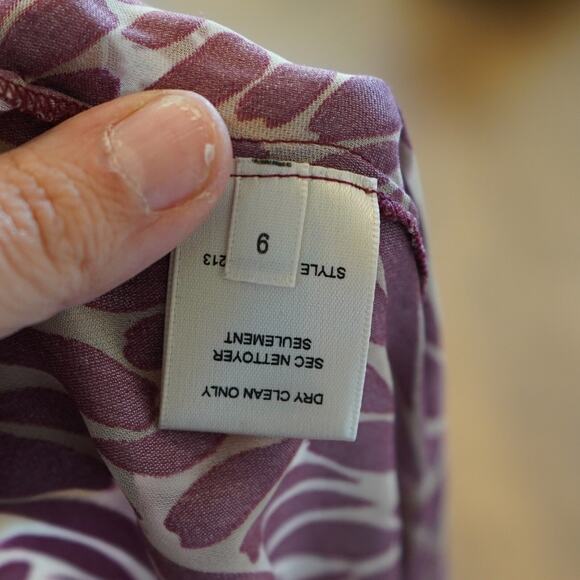 DRY CLEAN ONLY
SEC NETTOYER
SEULEMENT
STYLE 213
6